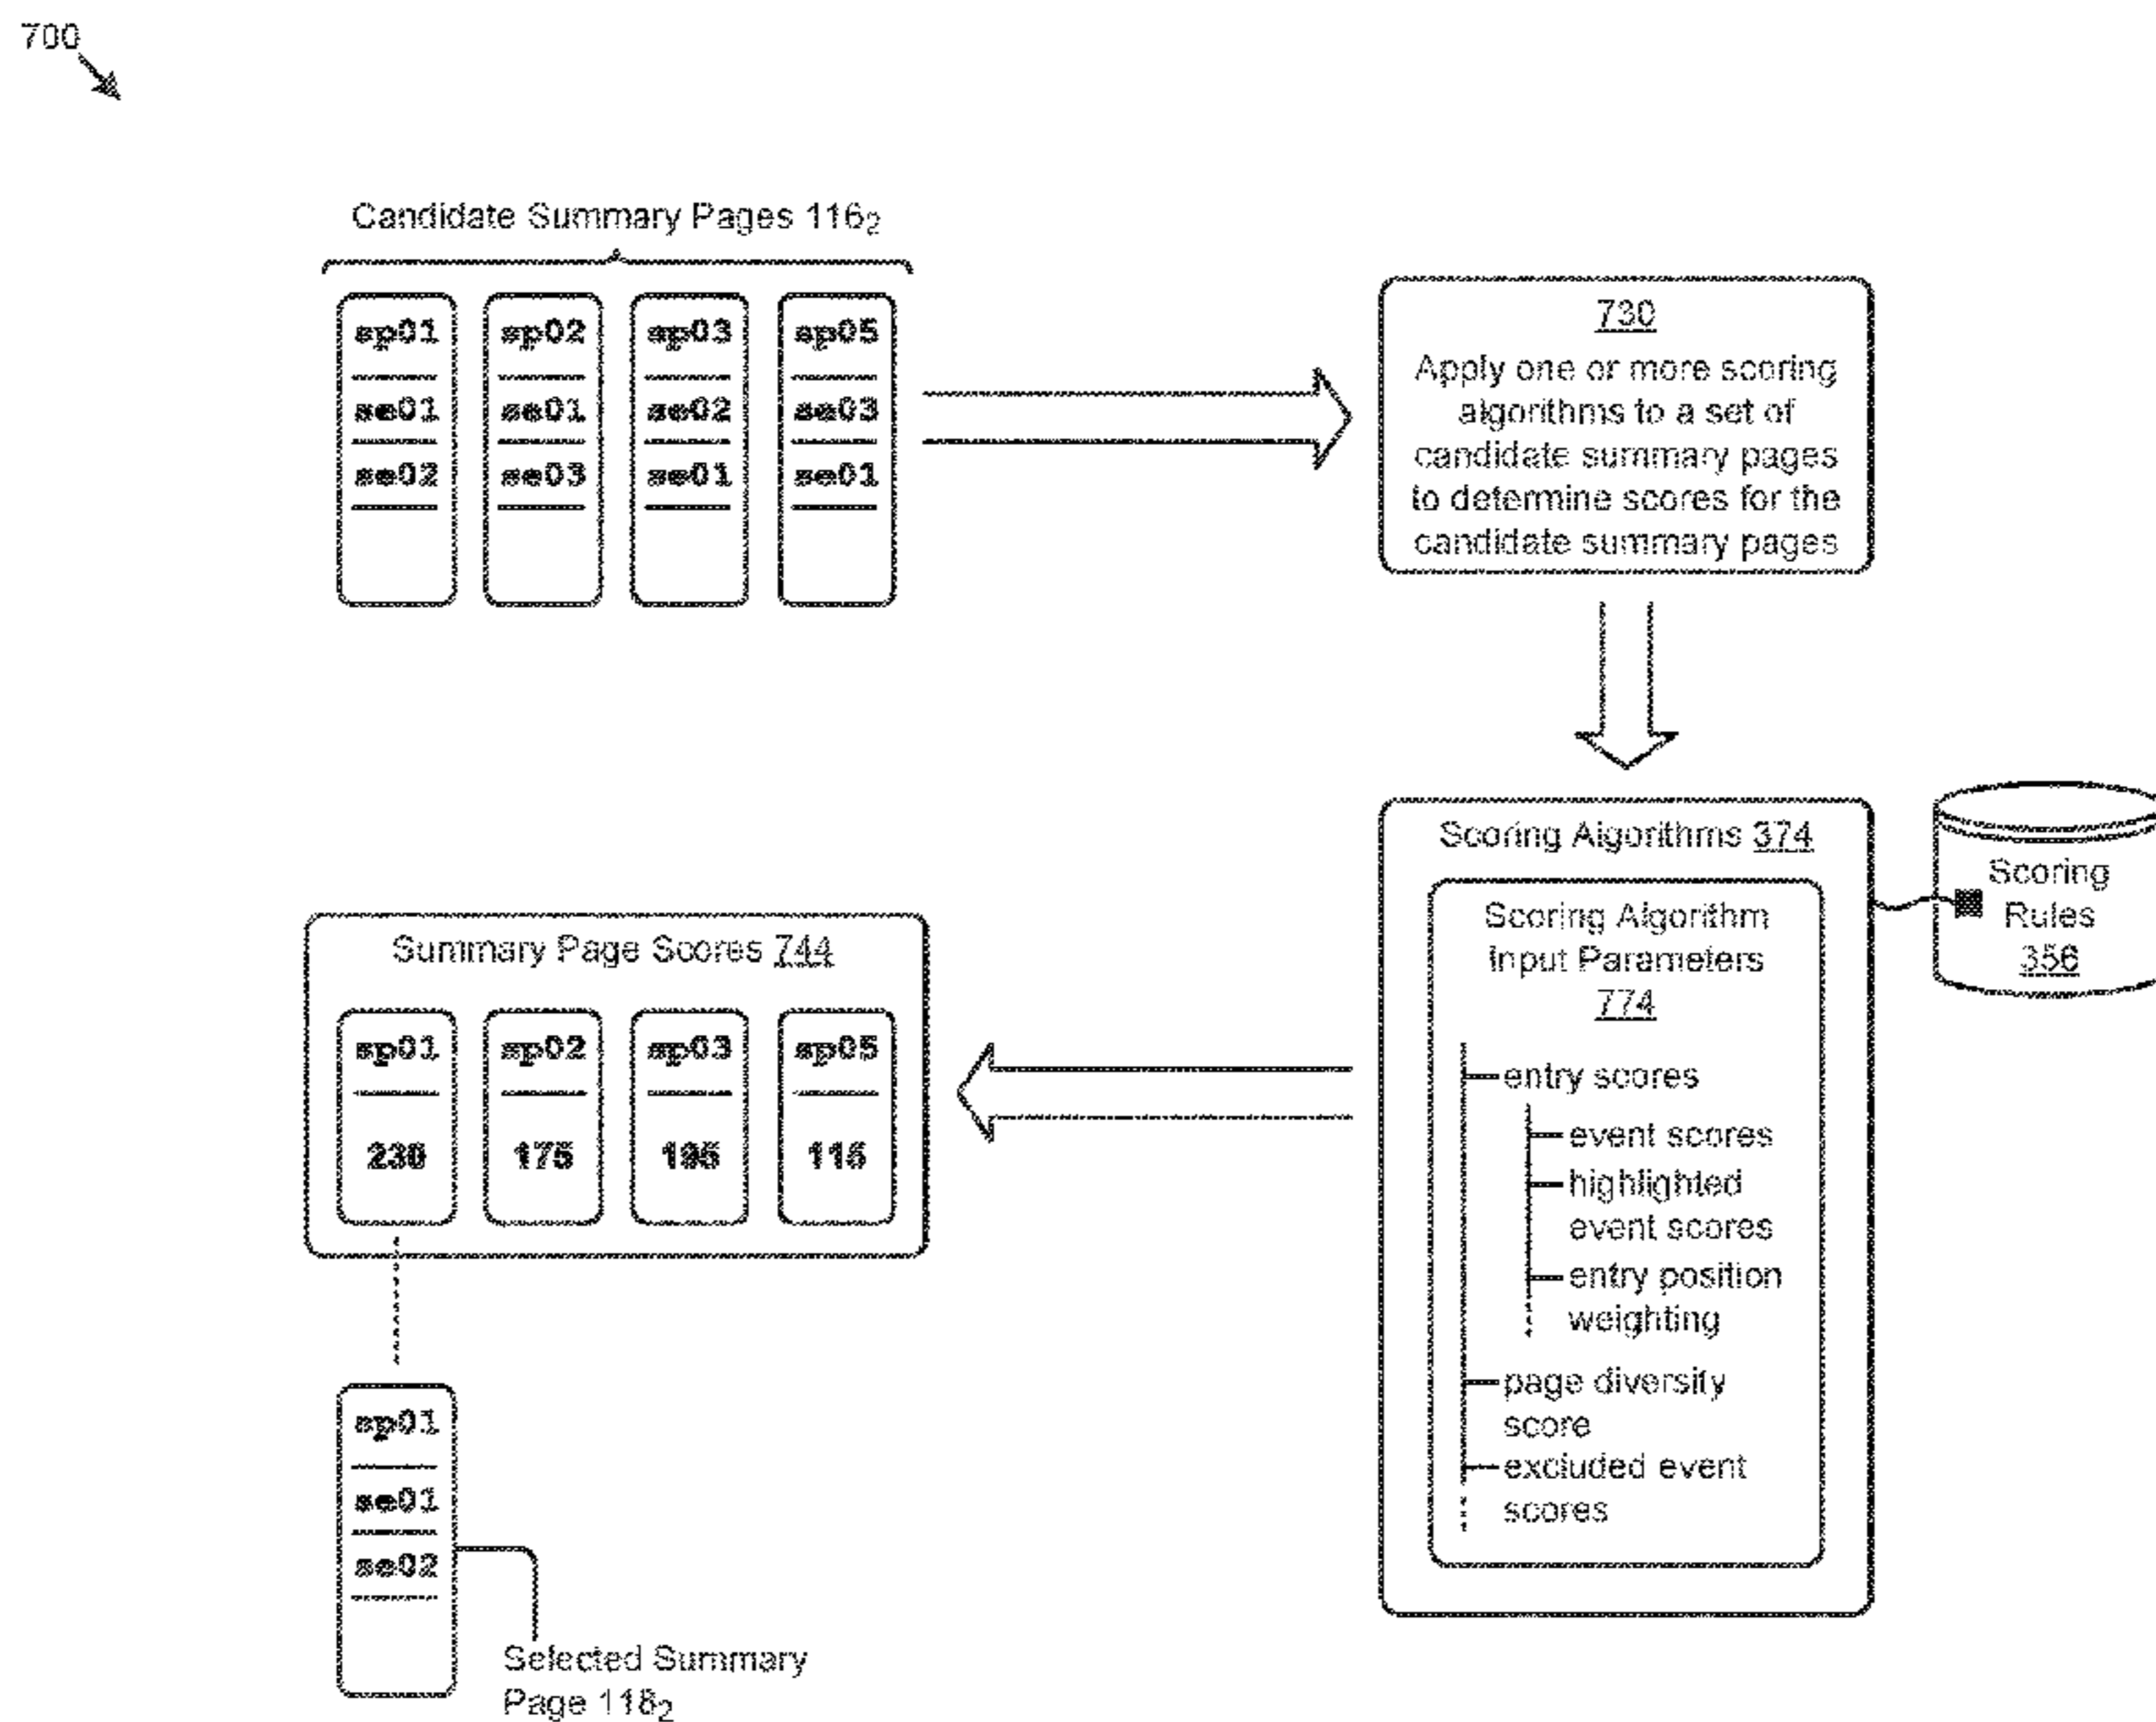 700
Candidate Summary Pages 116₂
sp01 sp02 sp03 sp05
se01 se01 se02 se03
se02 se03 se01 se01
730
Apply one or more scoring
algorithms to a set of
candidate summary pages
to determine scores for the
candidate summary pages
Scoring Algorithms 374
Scoring
Rules
356
Scoring Algorithm
Input Parameters
774
entry scores
event scores
highlighted
event scores
entry position
weighting
page diversity
score
excluded event
scores
Summary Page Scores 744
sp01 sp02 sp03 sp05
230 175 195 115
sp01
se01
se02
Selected Summary
Page 118₂